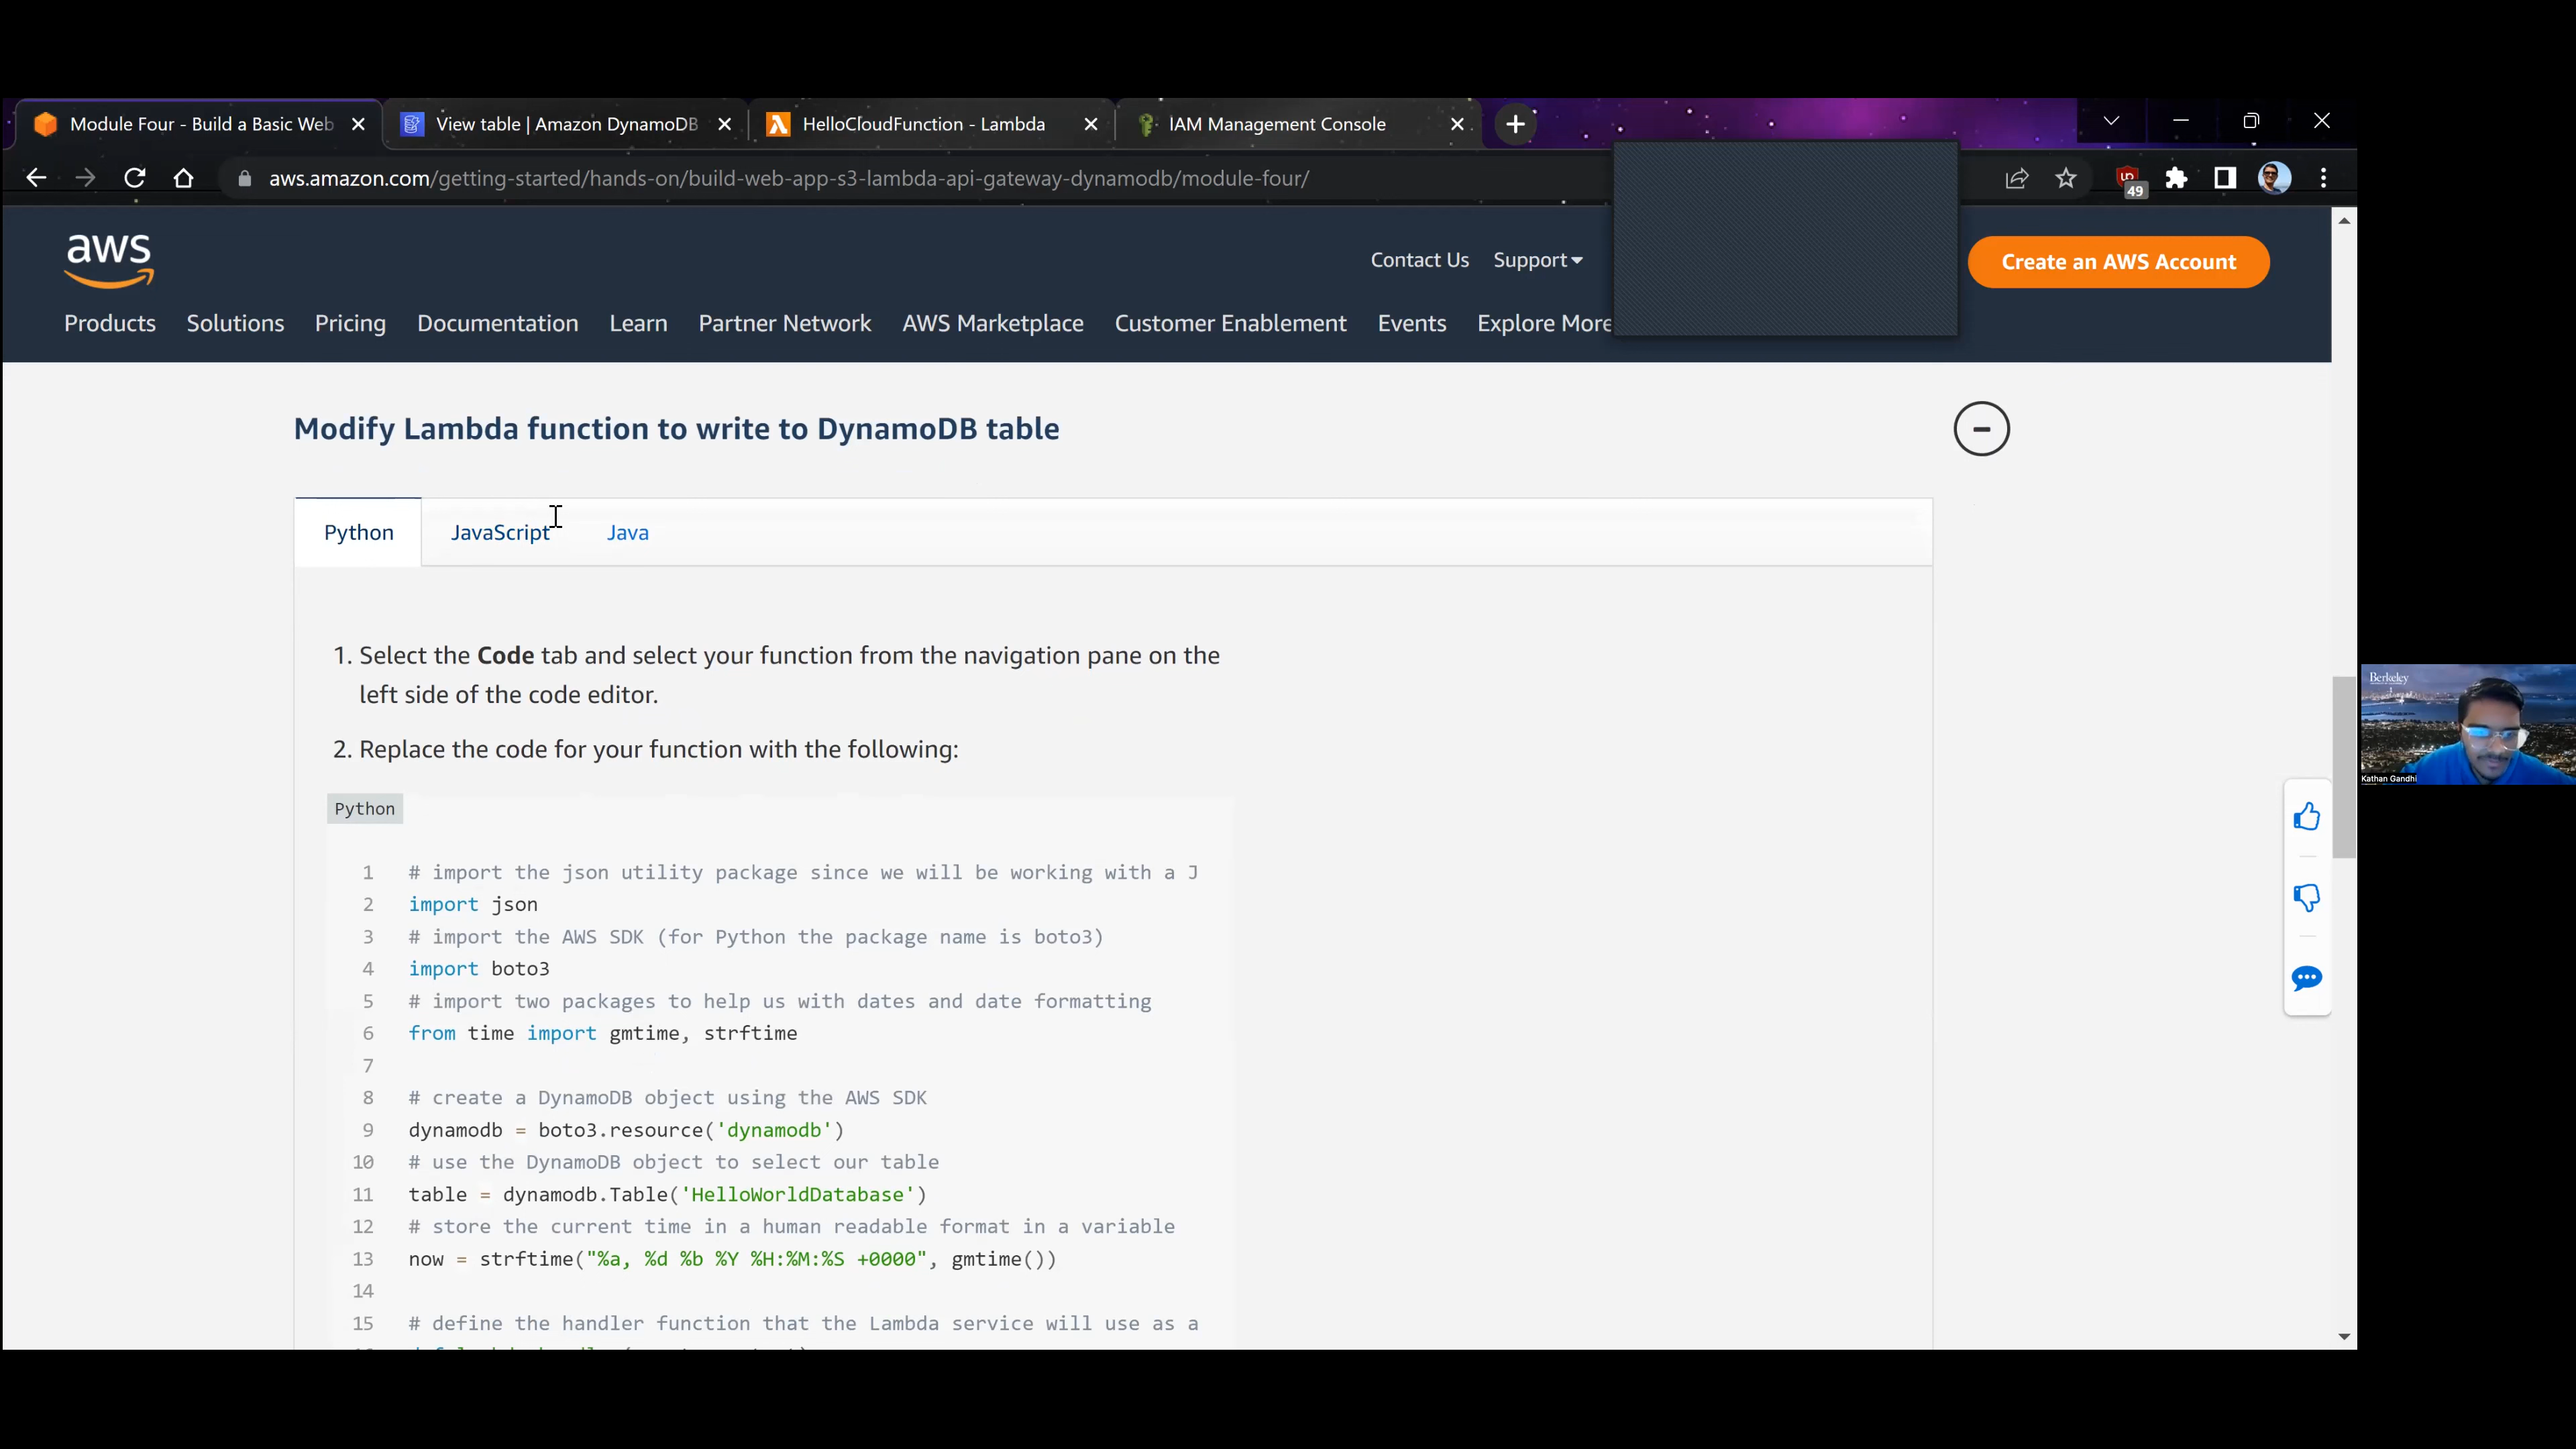 Module Four - Build a Basic Web
View table | Amazon DynamoDB
HelloCloudFunction - Lambda
IAM Management Console
aws.amazon.com/getting-started/hands-on/build-web-app-s3-lambda-api-gateway-dynamodb/module-four/
49
aws
Contact Us
Support
Create an AWS Account
Products
Solutions
Pricing
Documentation
Learn
Partner Network
AWS Marketplace
Customer Enablement
Events
Explore More
Modify Lambda function to write to DynamoDB table
Python
JavaScript
Java
1. Select the Code tab and select your function from the navigation pane on the
left side of the code editor.
2. Replace the code for your function with the following:
Python
1 # import the json utility package since we will be working with a J
2 import json
3 # import the AWS SDK (for Python the package name is boto3)
4 import boto3
5 # import two packages to help us with dates and date formatting
6 from time import gmtime, strftime
7
8 # create a DynamoDB object using the AWS SDK
9 dynamodb = boto3.resource('dynamodb')
10 # use the DynamoDB object to select our table
11 table = dynamodb.Table('HelloWorldDatabase')
12 # store the current time in a human readable format in a variable
13 now = strftime("%a, %d %b %Y %H:%M:%S +0000", gmtime())
14
15 # define the handler function that the Lambda service will use as a
Berkeley
Kathan Gandhi